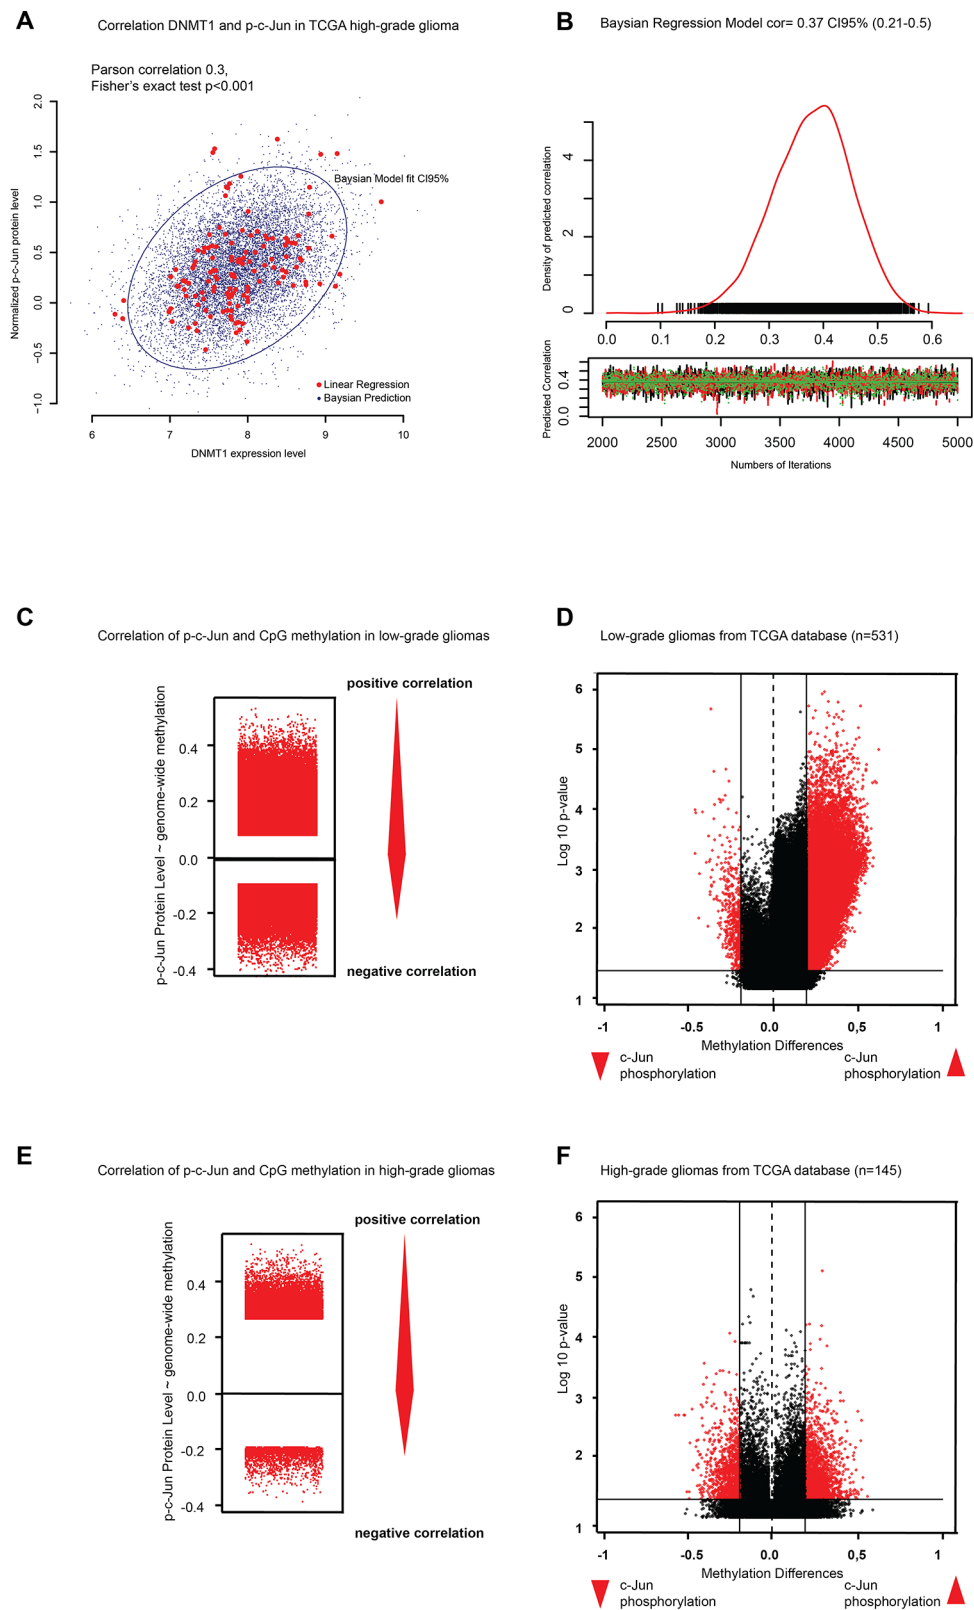 A
Correlation DNMT1 and p-c-Jun in TCGA high-grade glioma
Parson correlation 0.3,
Fisher's exact test p<0.001
Normalized p-c-Jun protein level
2.0
1.5
1.0
0.5
0.0
−0.5
−1.0
Baysian Model fit CI95%
Linear Regression
Baysian Prediction
6 7 8 9 10
DNMT1 expression level
B
Baysian Regression Model cor= 0.37 CI95% (0.21-0.5)
Density of predicted correlation
4
2
0
0.0 0.1 0.2 0.3 0.4 0.5 0.6
Predicted Correlation
0.4
0.0
2000 2500 3000 3500 4000 4500 5000
Numbers of Iterations
C
Correlation of p-c-Jun and CpG methylation in low-grade gliomas
p-c-Jun Protein Level ~ genome-wide methylation
0.4
0.2
0.0
-0.2
-0.4
positive correlation
negative correlation
D
Low-grade gliomas from TCGA database (n=531)
Log 10 p-value
6
5
4
3
2
1
-1 -0.5 0.0 0,5 1
Methylation Differences
c-Jun
phosphorylation
c-Jun
phosphorylation
E
Correlation of p-c-Jun and CpG methylation in high-grade gliomas
p-c-Jun Protein Level ~ genome-wide methylation
0.4
0.2
0.0
-0.2
-0.4
positive correlation
negative correlation
F
High-grade gliomas from TCGA database (n=145)
Log 10 p-value
6
5
4
3
2
1
-1 -0.5 0.0 0,5 1
Methylation Differences
c-Jun
phosphorylation
c-Jun
phosphorylation